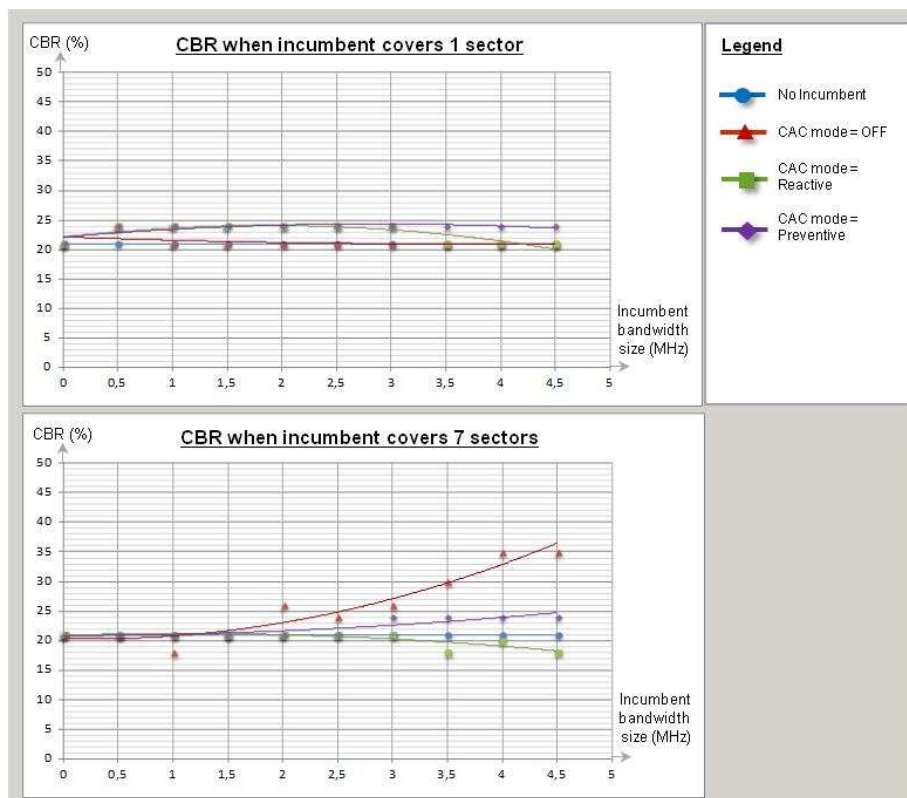 CBR (%)
CBR when incumbent covers 1 sector
50
45
40
35
30
25
20
15
10
5
0
Incumbent
bandwidth
size (MHz)
0 0,5 1 1,5 2 2,5 3 3,5 4 4,5 5
Legend
No Incumbent
CAC mode = OFF
CAC mode =
Reactive
CAC mode =
Preventive
CBR (%)
CBR when incumbent covers 7 sectors
50
45
40
35
30
25
20
15
10
5
0
Incumbent
bandwidth
size (MHz)
0 0,5 1 1,5 2 2,5 3 3,5 4 4,5 5